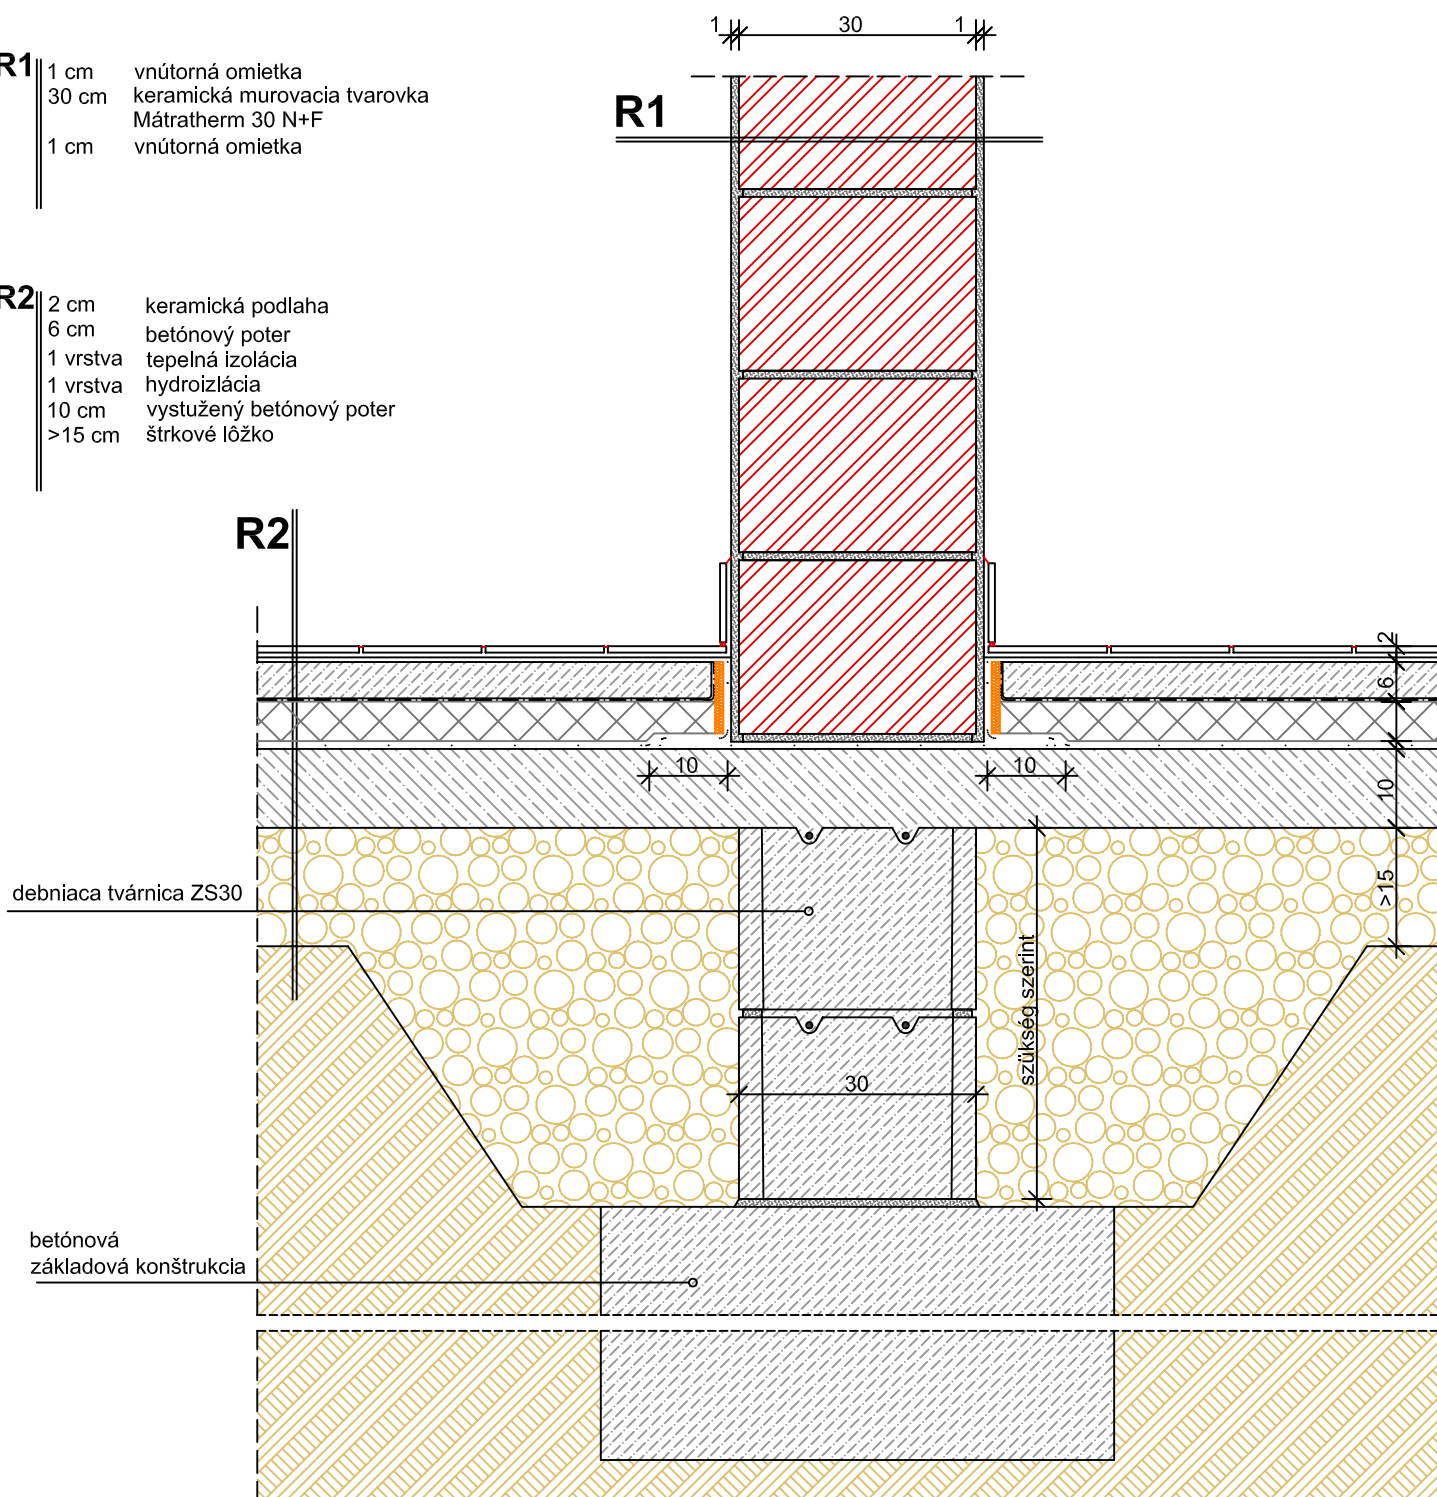 1 30 1
R1
1 cm vnútorná omietka
30 cm keramická murovacia tvarovka
Mátratherm 30 N+F
1 cm vnútorná omietka
R1
R2
2 cm keramická podlaha
6 cm betónový poter
1 vrstva tepelná izolácia
1 vrstva hydroizlácia
10 cm vystužený betónový poter
>15 cm štrkové lôžko
R2
2
6
10 10
10
>15
debniaca tvárnica ZS30
szükség szerint
30
betónová
základová konštrukcia